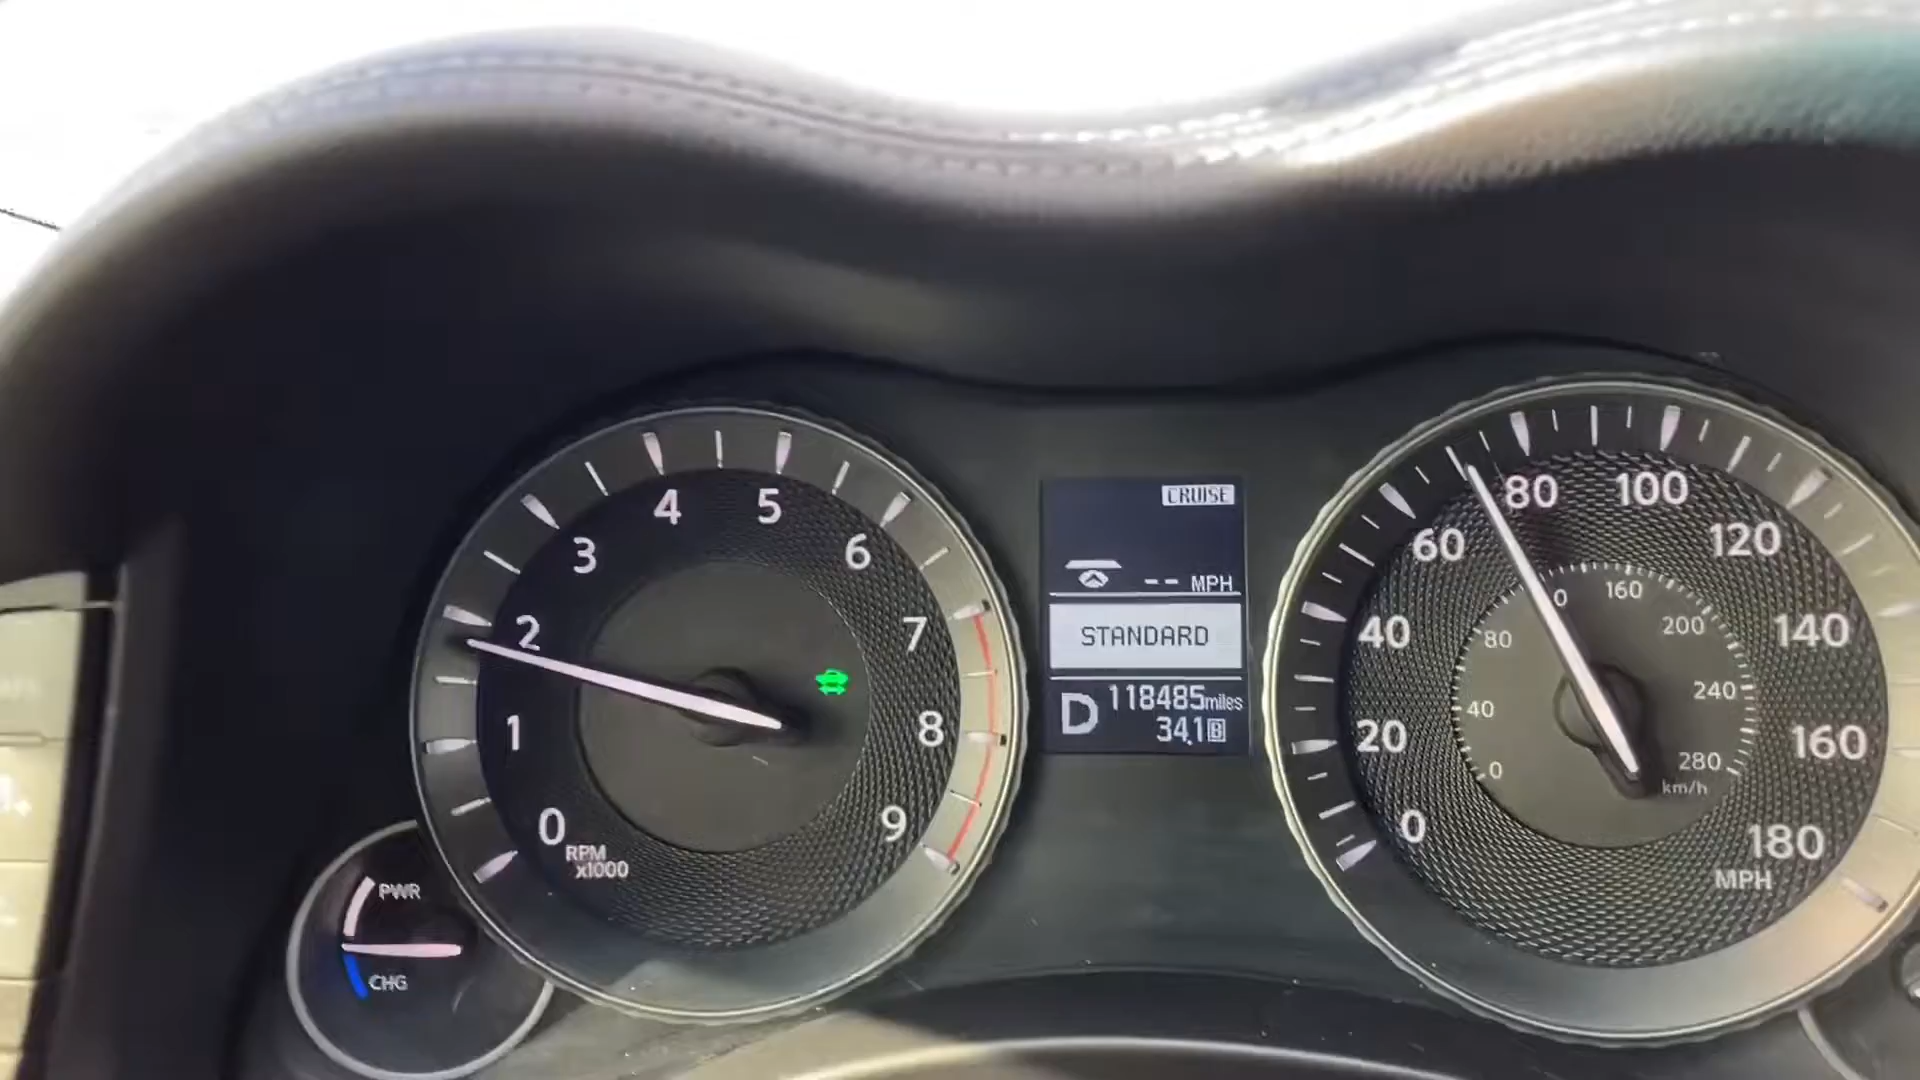 4 5
3 6
2 7
1 8
0 9
RPM
x1000
PWR
CHG
CRUISE
-- MPH
STANDARD
D 118485miles
34.1 B
80 100
60 120
40 140
20 160
0 180
MPH
0 160
80 200
40 240
0 280
km/h